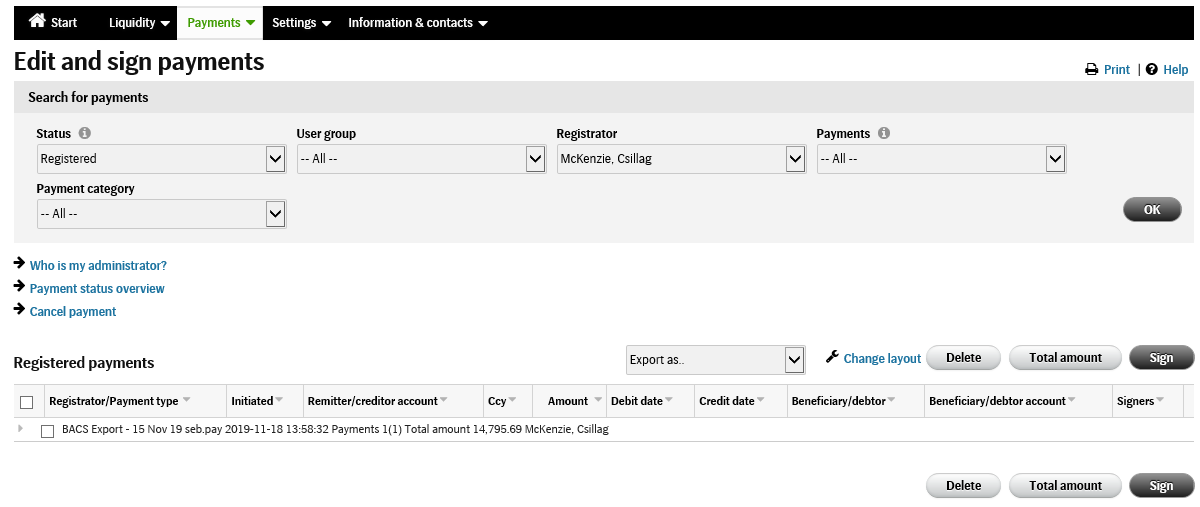 Start Liquidity Payments Settings Information & contacts
Edit and sign payments
Print | Help
Search for payments
Status User group Registrator Payments
Registered -- All -- McKenzie, Csillag -- All --
Payment category
-- All --
OK
Who is my administrator?
Payment status overview
Cancel payment
Registered payments Export as.. Change layout Delete Total amount Sign
Registrator/Payment type Initiated Remitter/creditor account Ccy Amount Debit date Credit date Beneficiary/debtor Beneficiary/debtor account Signers
BACS Export - 15 Nov 19 seb.pay 2019-11-18 13:58:32 Payments 1(1) Total amount 14,795.69 McKenzie, Csillag
Delete Total amount Sign